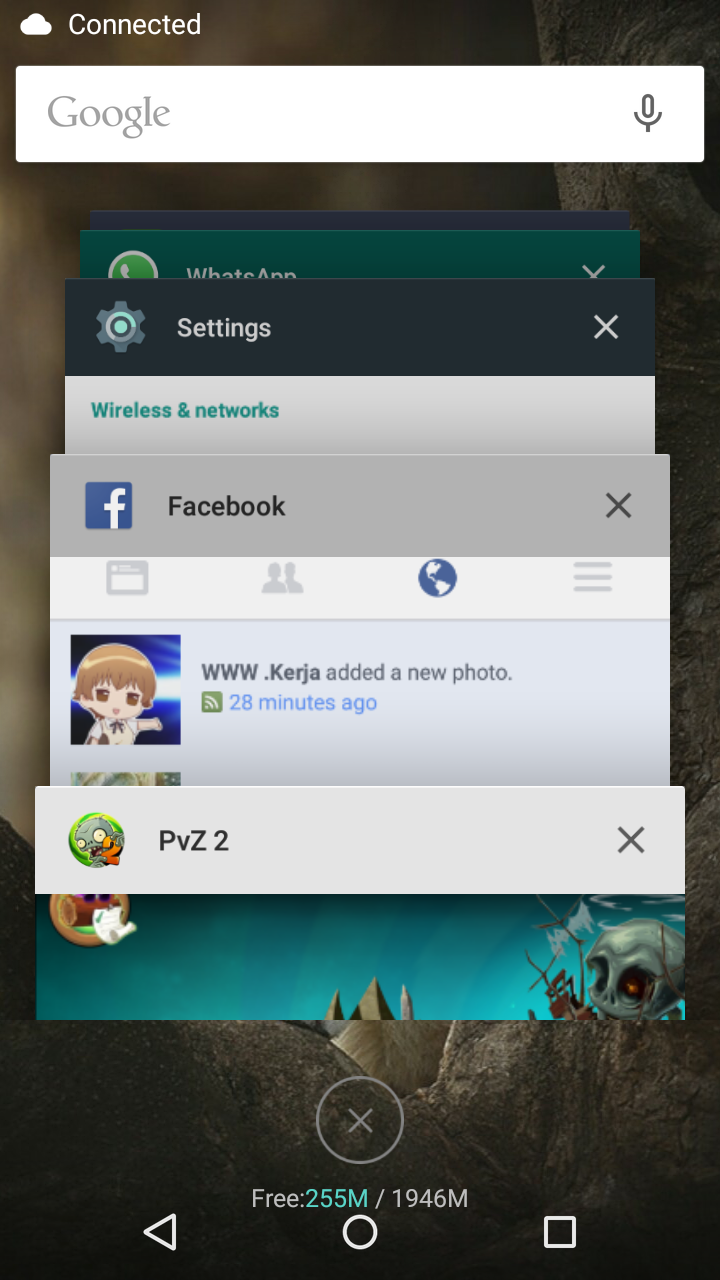 Connected
Google
WhatsApp
Settings
Wireless & networks
Facebook
WWW .Kerja added a new photo.
28 minutes ago
PvZ 2
Free:255M / 1946M